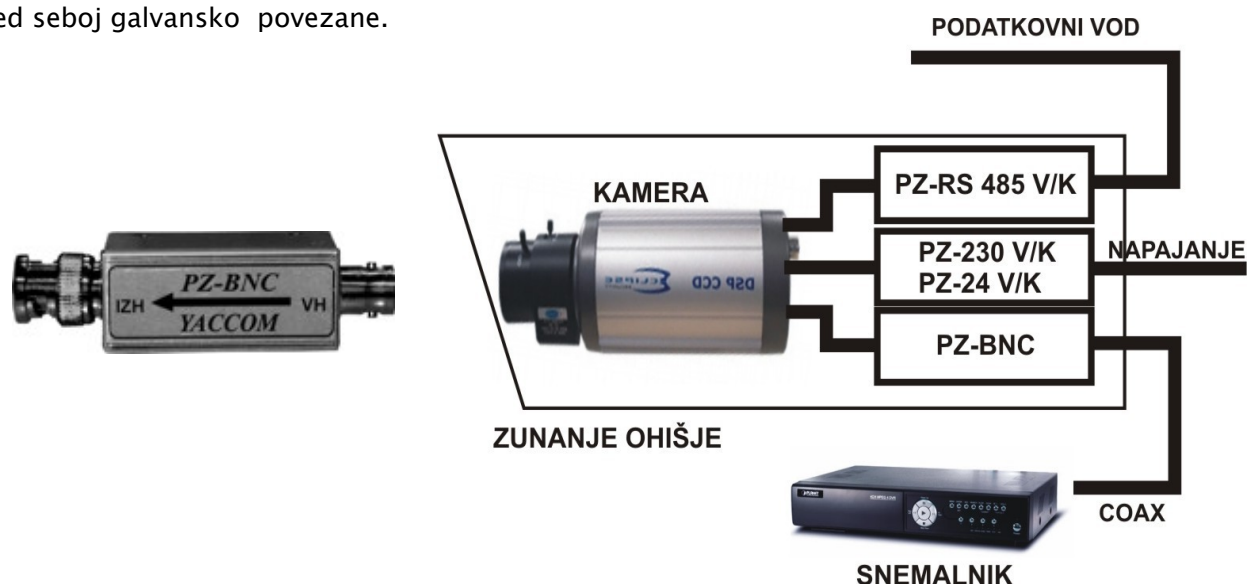 ed seboj galvansko povezane.
PODATKOVNI VOD
KAMERA
PZ-RS 485 V/K
PZ-230 V/K
PZ-24 V/K
NAPAJANJE
PZ-BNC
IZH
PZ-BNC
VH
YACCOM
DSP CCD
ZUNANJE OHIŠJE
COAX
SNEMALNIK